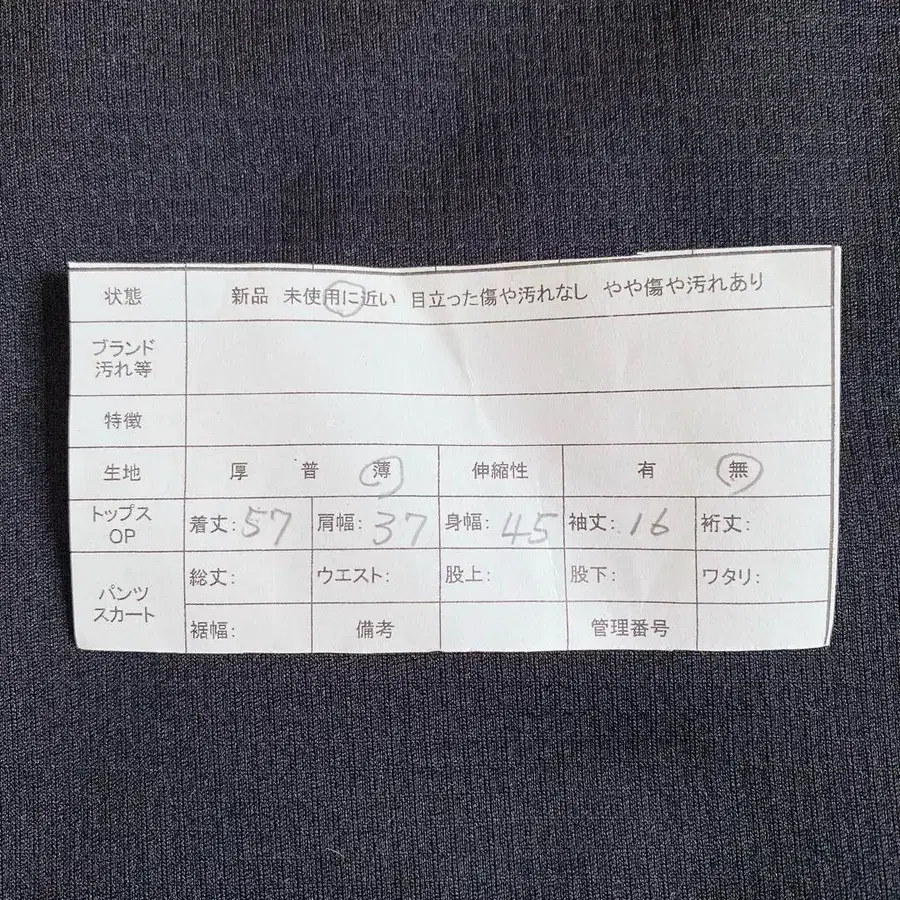 状態 新品 未使用に近い 目立った傷や汚れなし やや傷や汚れあり
ブランド
汚れ等
特徴
生地 厚 普 薄 伸縮性 有 無
トップス
OP
着丈:57 肩幅:37 身幅:45 袖丈:16 裄丈:
パンツ
スカート
総丈: ウエスト: 股上: 股下: ワタリ:
裾幅: 備考 管理番号